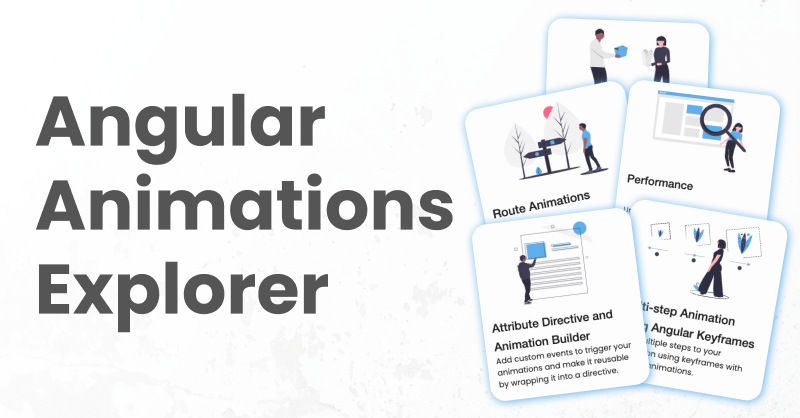 Angular
Animations
Explorer
Route Animations
Performance
Attribute Directive and
Animation Builder
Add custom events to trigger your
animations and make it reusable
by wrapping it into a directive.
ti-step Animation
Angular Keyframes
steps to your
using keyframes with
animations.